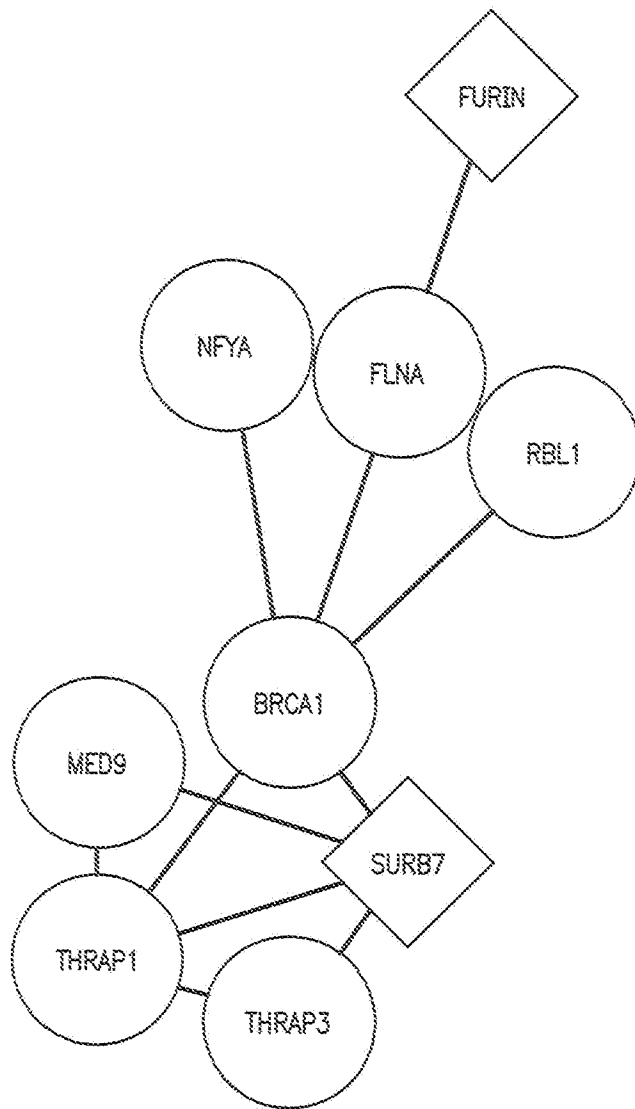 FURIN
NFYA
FLNA
RBL1
BRCA1
MED9
SURB7
THRAP1
THRAP3